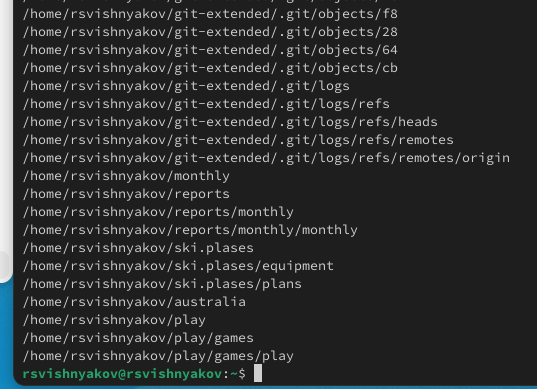 /home/rsvishnyakov/git-extended/.git/objects/f8
/home/rsvishnyakov/git-extended/.git/objects/28
/home/rsvishnyakov/git-extended/.git/objects/64
/home/rsvishnyakov/git-extended/.git/objects/cb
/home/rsvishnyakov/git-extended/.git/logs
/home/rsvishnyakov/git-extended/.git/logs/refs
/home/rsvishnyakov/git-extended/.git/logs/refs/heads
/home/rsvishnyakov/git-extended/.git/logs/refs/remotes
/home/rsvishnyakov/git-extended/.git/logs/refs/remotes/origin
/home/rsvishnyakov/monthly
/home/rsvishnyakov/reports
/home/rsvishnyakov/reports/monthly
/home/rsvishnyakov/reports/monthly/monthly
/home/rsvishnyakov/ski.plases
/home/rsvishnyakov/ski.plases/equipment
/home/rsvishnyakov/ski.plases/plans
/home/rsvishnyakov/australia
/home/rsvishnyakov/play
/home/rsvishnyakov/play/games
/home/rsvishnyakov/play/games/play
rsvishnyakov@rsvishnyakov:~$